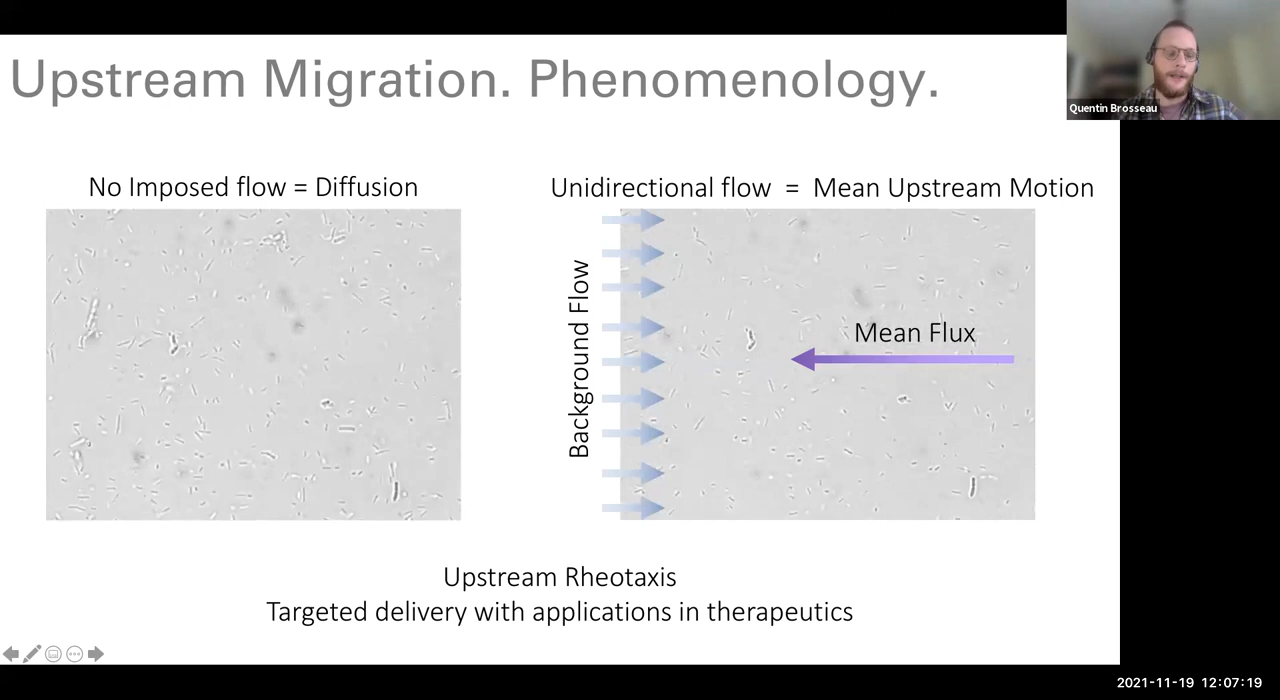 Upstream Migration. Phenomenology.
Quentin Brosseau
No Imposed flow = Diffusion
Unidirectional flow = Mean Upstream Motion
Background Flow
Mean Flux
Upstream Rheotaxis
Targeted delivery with applications in therapeutics
2021-11-19 12:07:19